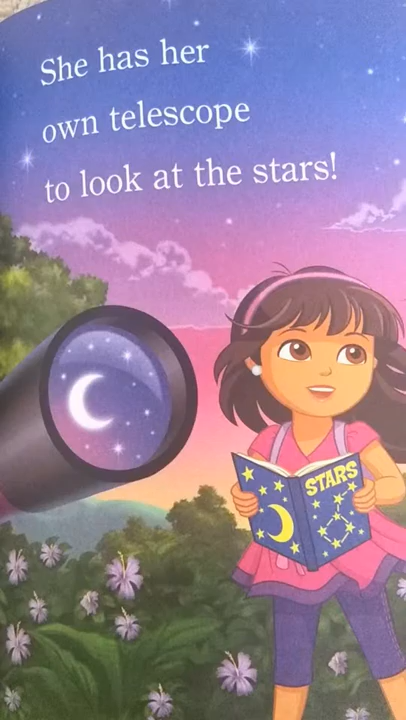 She has her
own telescope
to look at the stars!
STARS